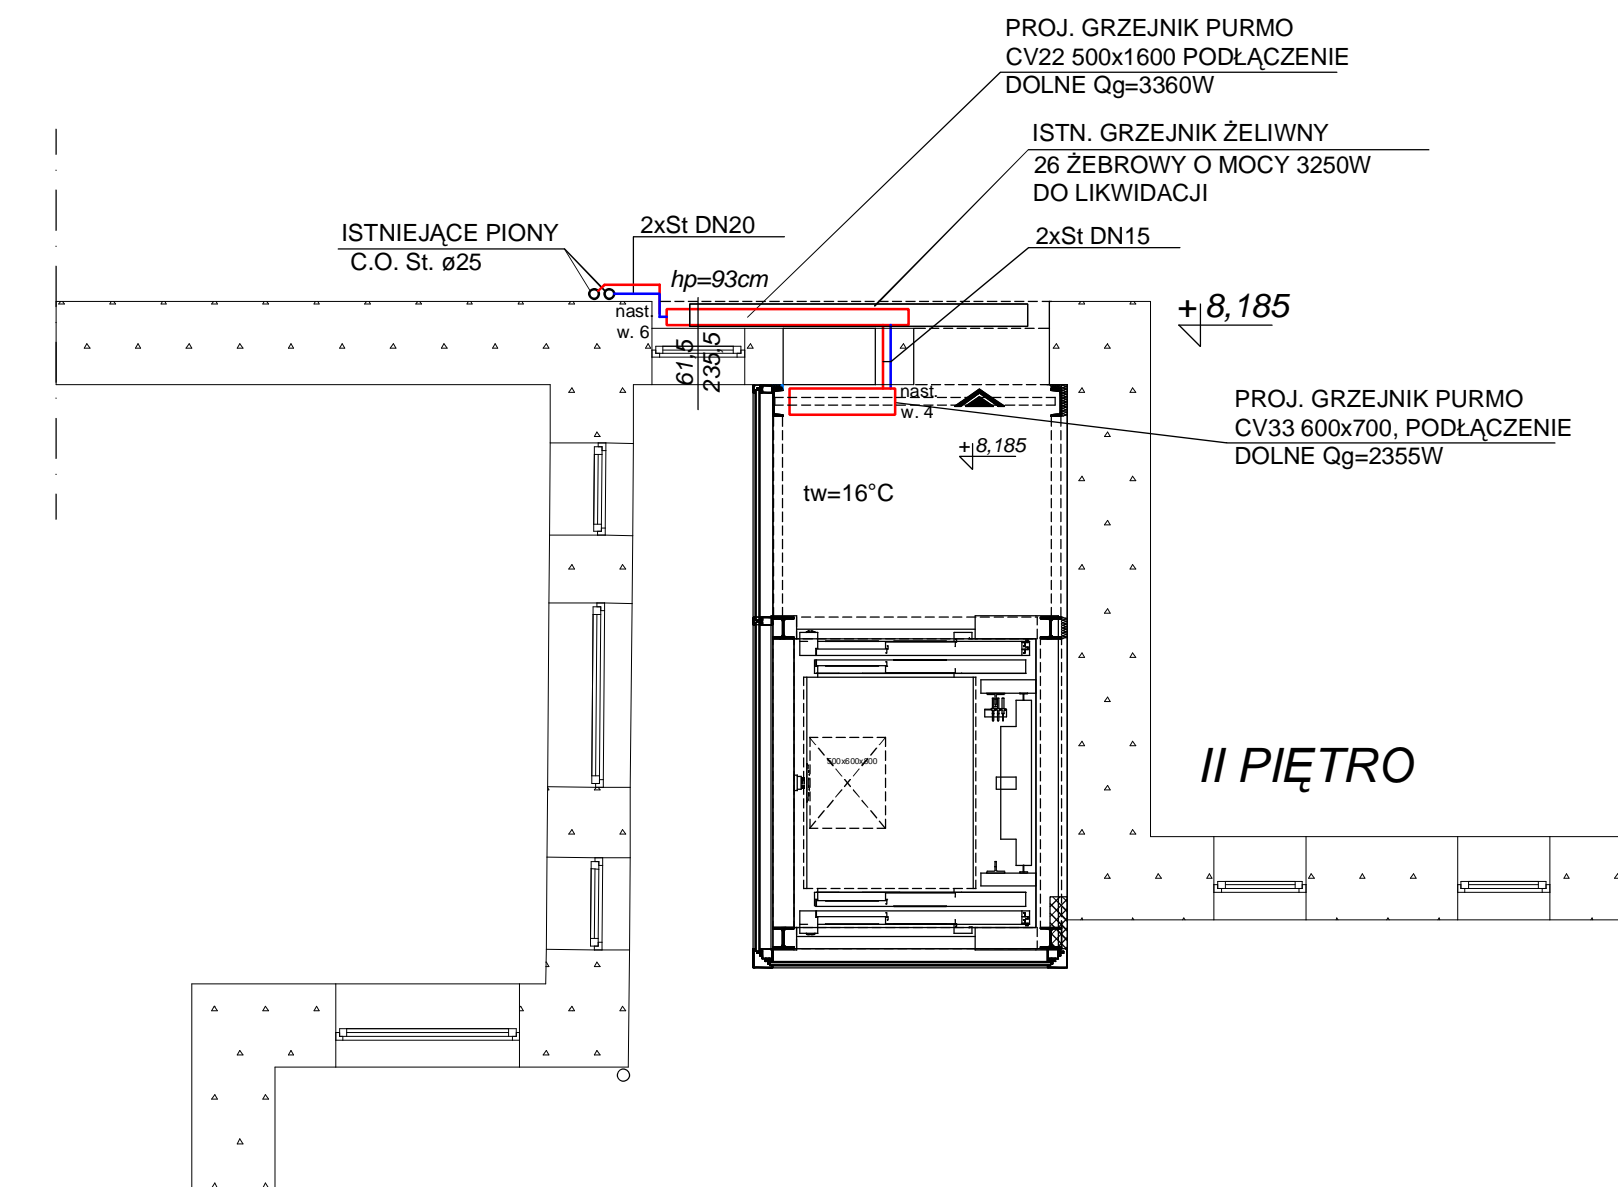 PROJ. GRZEJNIK PURMO
CV22 500x1600 PODŁĄCZENIE
DOLNE Qg=3360W
ISTN. GRZEJNIK ŻELIWNY
26 ŻEBROWY O MOCY 3250W
DO LIKWIDACJI
ISTNIEJĄCE PIONY
C.O. St. ø25
2xSt DN20
2xSt DN15
hp=93cm
nast.
w. 6
61,5
235,5
+8,185
nast.
w. 4
PROJ. GRZEJNIK PURMO
CV33 600x700, PODŁĄCZENIE
DOLNE Qg=2355W
+8,185
tw=16°C
II PIĘTRO